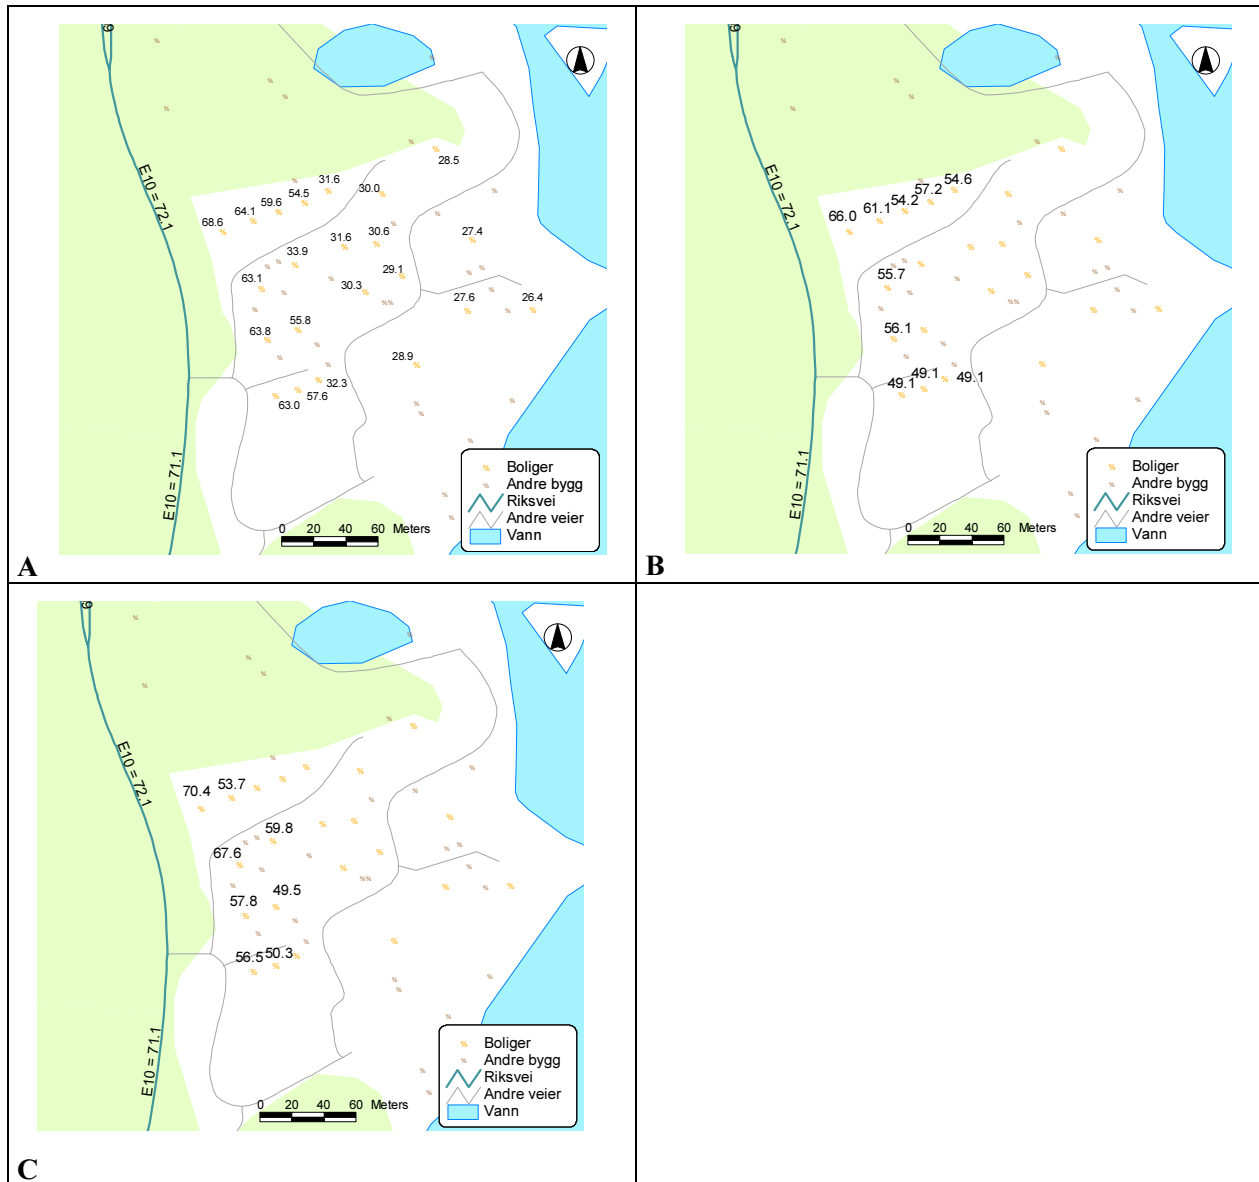 9
E10 = 72.1
28.5
31.6
30.0
54.5
59.6
64.1
68.6
31.6
30.6
27.4
33.9
63.1
29.1
30.3
27.6
26.4
55.8
63.8
28.9
32.3
57.6
63.0
E10 = 71.1
Boliger
Andre bygg
Riksvei
Andre veier
Vann
0 20 40 60 Meters
A
9
E10 = 72.1
54.6
57.2
54.2
61.1
66.0
55.7
56.1
49.1
49.1
49.1
E10 = 71.1
Boliger
Andre bygg
Riksvei
Andre veier
Vann
0 20 40 60 Meters
B
9
E10 = 72.1
70.4
53.7
59.8
67.6
49.5
57.8
56.5
50.3
E10 = 71.1
Boliger
Andre bygg
Riksvei
Andre veier
Vann
0 20 40 60 Meters
C